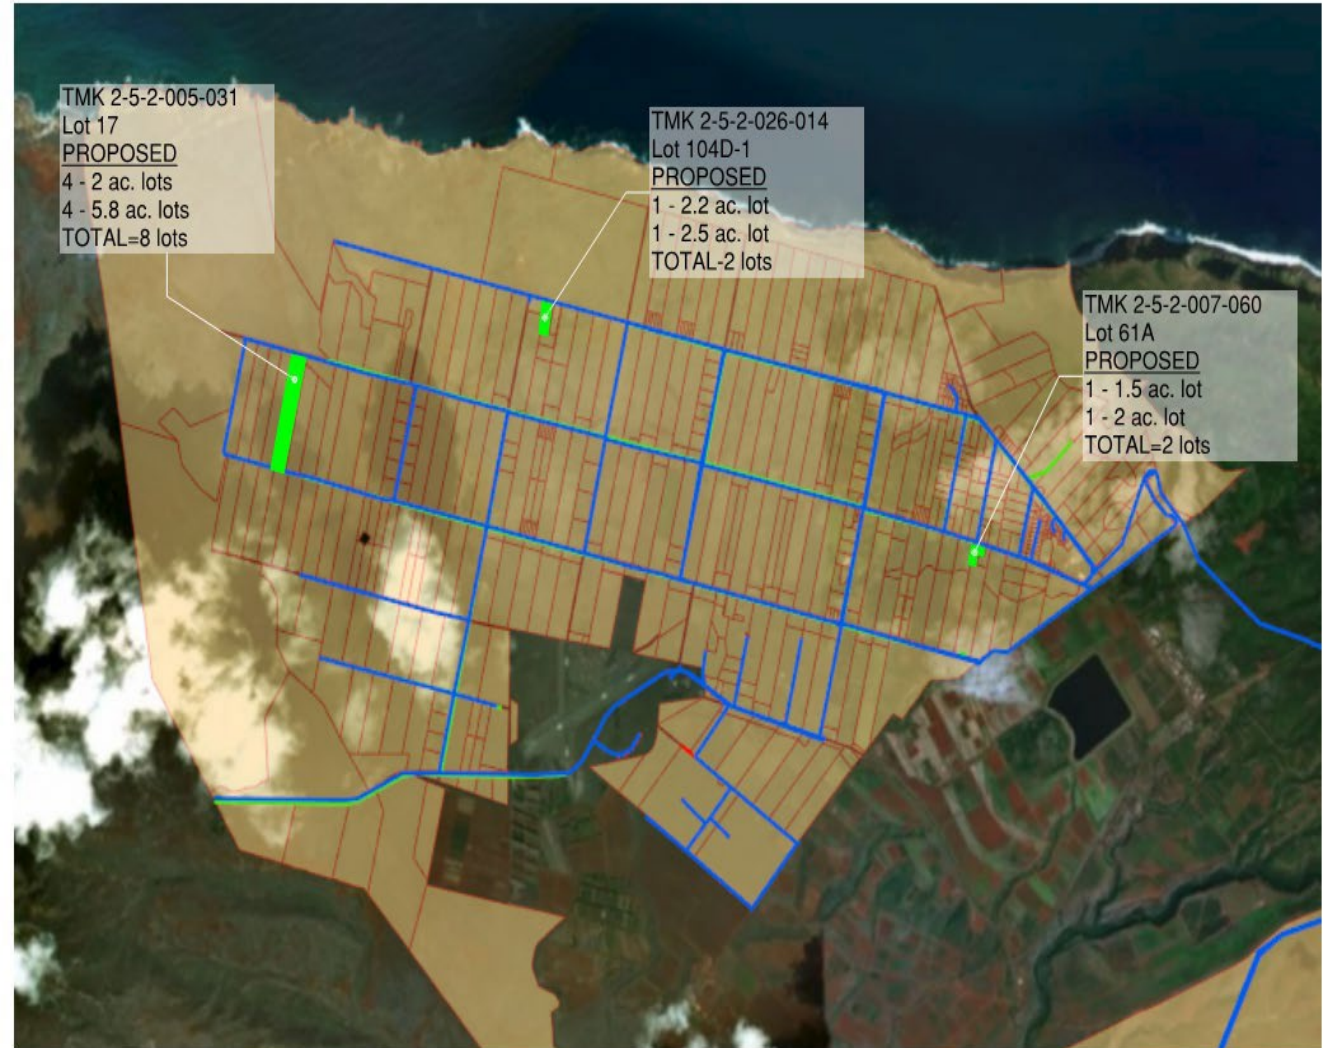 TMK 2-5-2-005-031
Lot 17
PROPOSED
4 - 2 ac. lots
4 - 5.8 ac. lots
TOTAL=8 lots
TMK 2-5-2-026-014
Lot 104D-1
PROPOSED
1 - 2.2 ac. lot
1 - 2.5 ac. lot
TOTAL-2 lots
TMK 2-5-2-007-060
Lot 61A
PROPOSED
1 - 1.5 ac. lot
1 - 2 ac. lot
TOTAL=2 lots